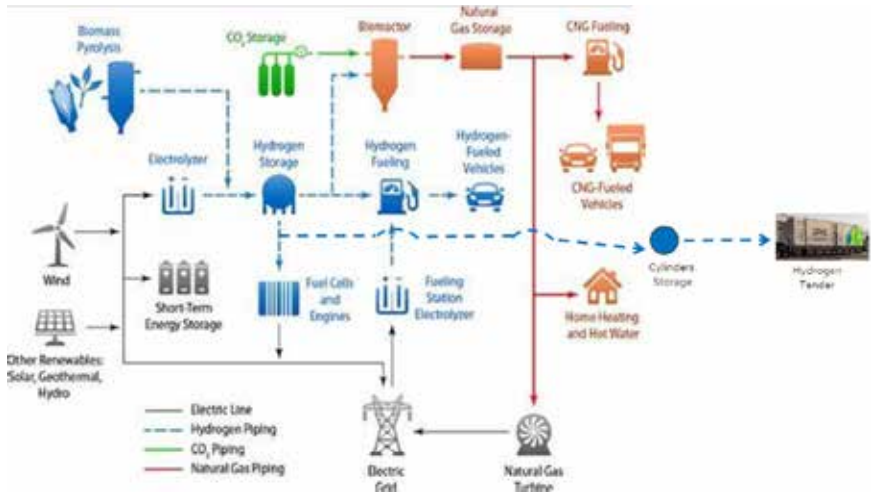 Biomass
Pyrolysis
CO₂ Storage
Bioreactor
Natural
Gas Storage
CNG Fueling
Electrolyzer
Hydrogen
Storage
Hydrogen
Fueling
Hydrogen-
Fueled
Vehicles
CNG-Fueled
Vehicles
Wind
Short-Term
Energy Storage
Fuel Cells
and
Engines
Fueling
Station
Electrolyzer
Cylinders
Storage
Hydrogen
Tender
Home Heating
and Hot Water
Other Renewables:
Solar, Geothermal,
Hydro
Electric Line
Hydrogen Piping
CO₂ Piping
Natural Gas Piping
Electric
Grid
Natural Gas
Turbine